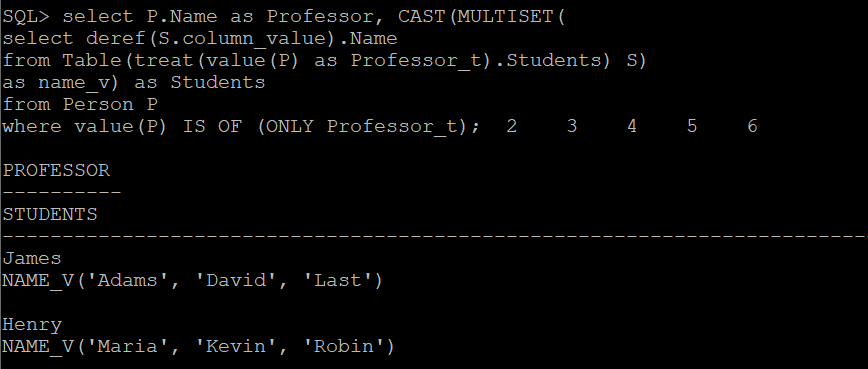 SQL> select P.Name as Professor, CAST(MULTISET(
select deref(S.column_value).Name
from Table(treat(value(P) as Professor_t).Students) S)
as name_v) as Students
from Person P
where value(P) IS OF (ONLY Professor_t);  2    3    4    5    6
PROFESSOR
----------
STUDENTS
--------------------------------------------------------------------------------
James
NAME_V('Adams', 'David', 'Last')
Henry
NAME_V('Maria', 'Kevin', 'Robin')